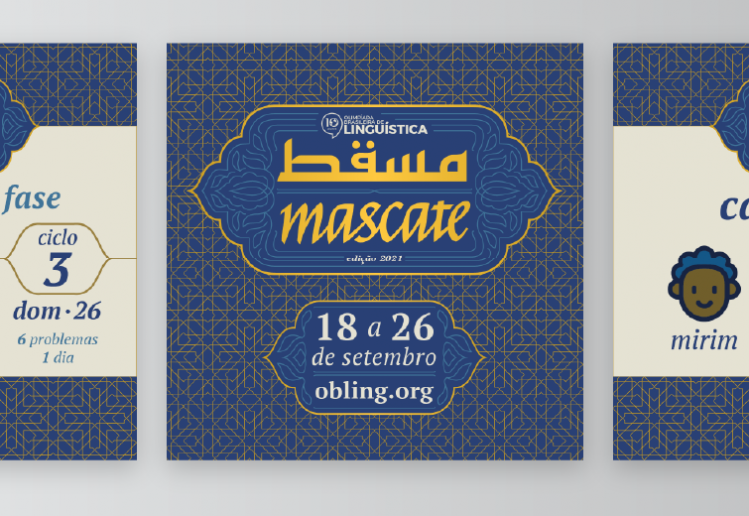 fase
ciclo
3
dom·26
6 problemas
1 dia
OLIMPÍADA
BRASILEIRA DE
LINGUÍSTICA
مسقط
mascate
edição 2021
18 a 26
de setembro
obling.org
mirim